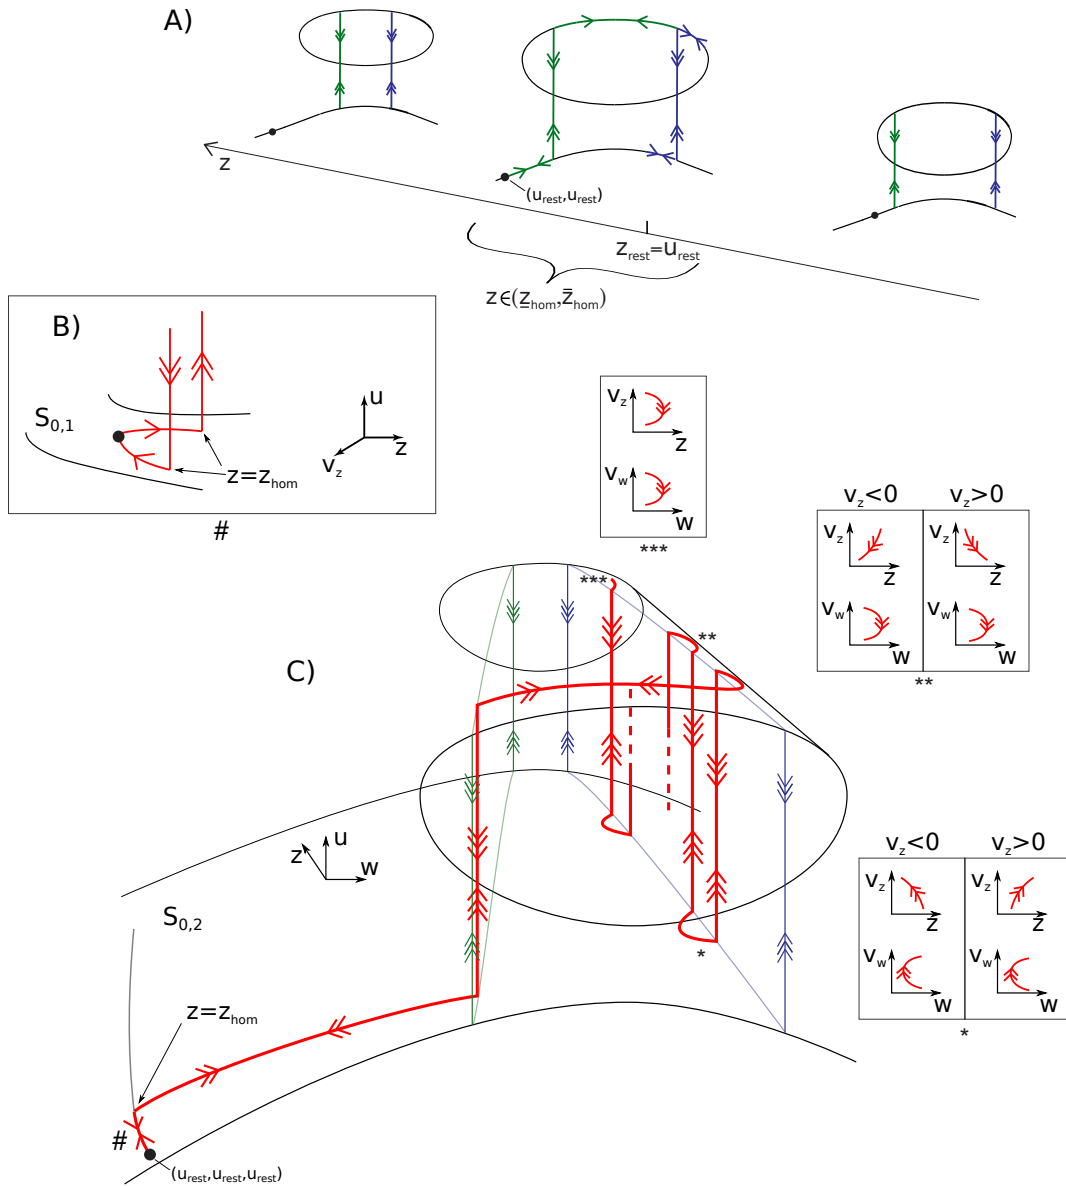 A)
z
(u_rest,u_rest)
z_rest=u_rest
z∈(z̲_hom,z̿_hom)
B)
S_0,1
z=z_hom
u
z
v_z
#
v_z
z
v_w
w
***
v_z<0 v_z>0
v_z v_z
z z
v_w v_w
w w
**
C)
***
**
z u w
*
S_0,2
z=z_hom
#
(u_rest,u_rest,u_rest)
v_z<0 v_z>0
v_z v_z
z z
v_w v_w
w w
*